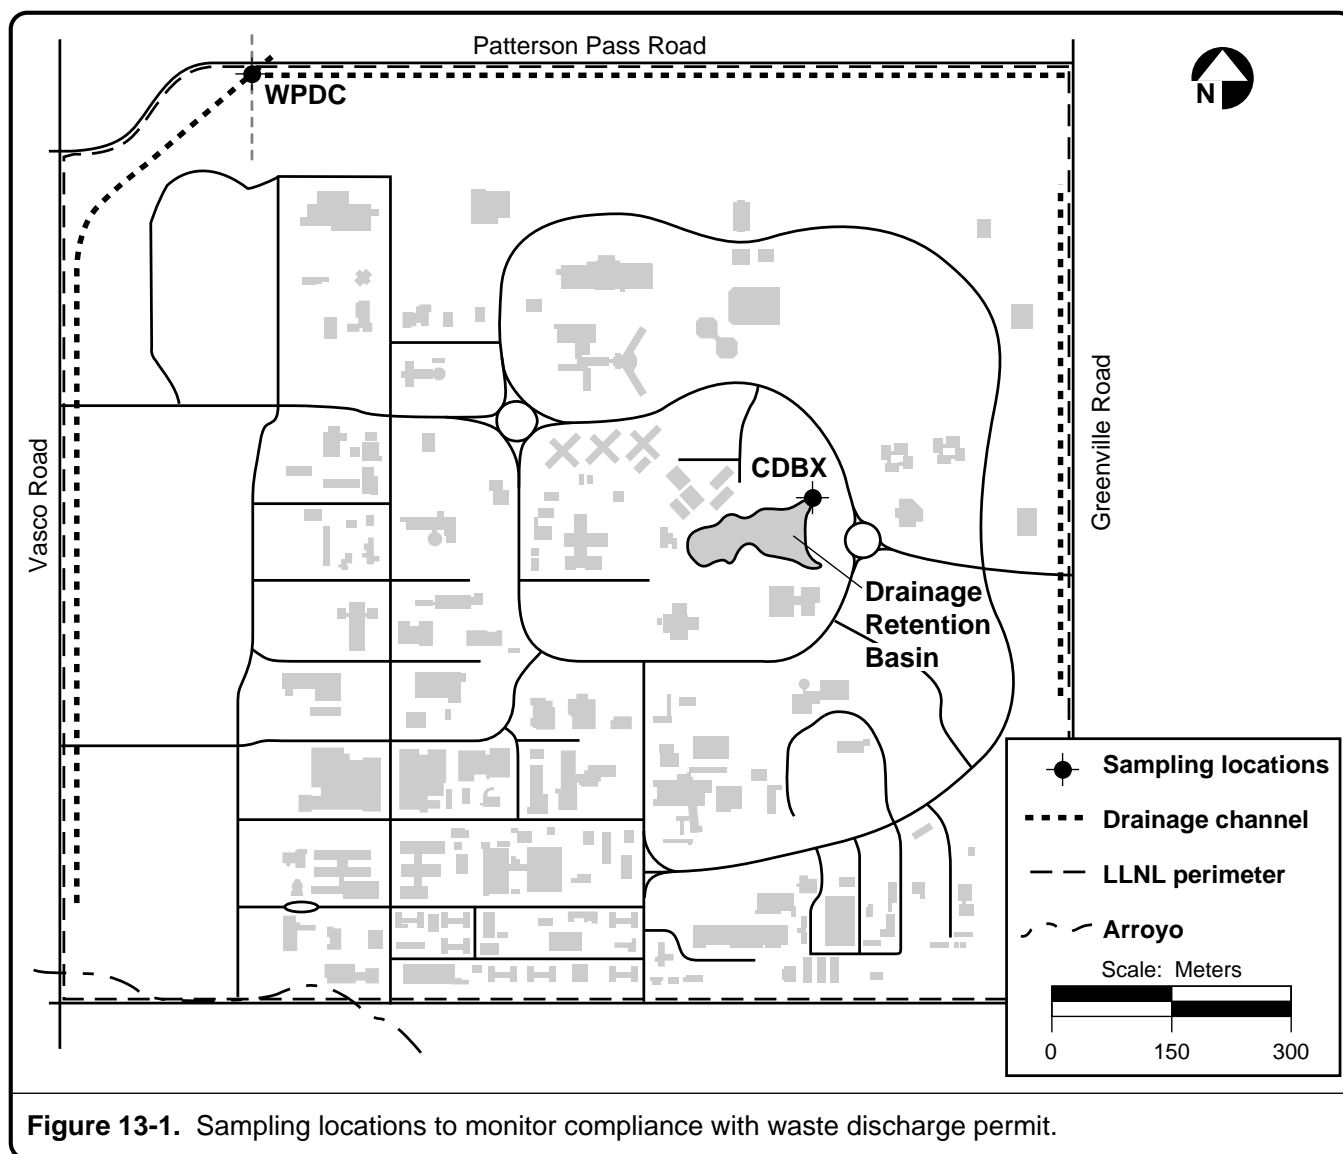 Patterson Pass Road
WPDC
N
Vasco Road
Greenville Road
CDBX
Drainage
Retention
Basin
Sampling locations
Drainage channel
LLNL perimeter
Arroyo
Scale: Meters
0 150 300
Figure 13-1. Sampling locations to monitor compliance with waste discharge permit.